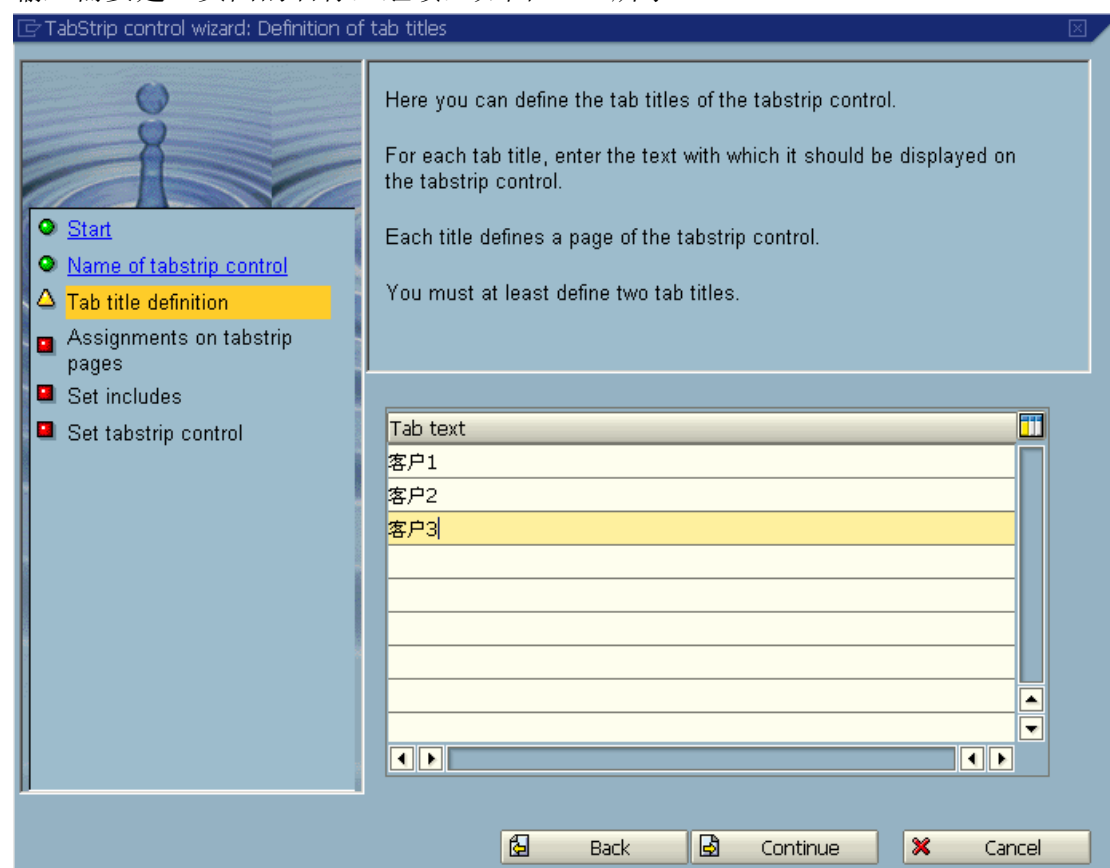 TabStrip control wizard: Definition of tab titles
Here you can define the tab titles of the tabstrip control.
For each tab title, enter the text with which it should be displayed on
the tabstrip control.
Each title defines a page of the tabstrip control.
You must at least define two tab titles.
Start
Name of tabstrip control
Tab title definition
Assignments on tabstrip
pages
Set includes
Set tabstrip control
Tab text
客户1
客户2
客户3
Back
Continue
Cancel